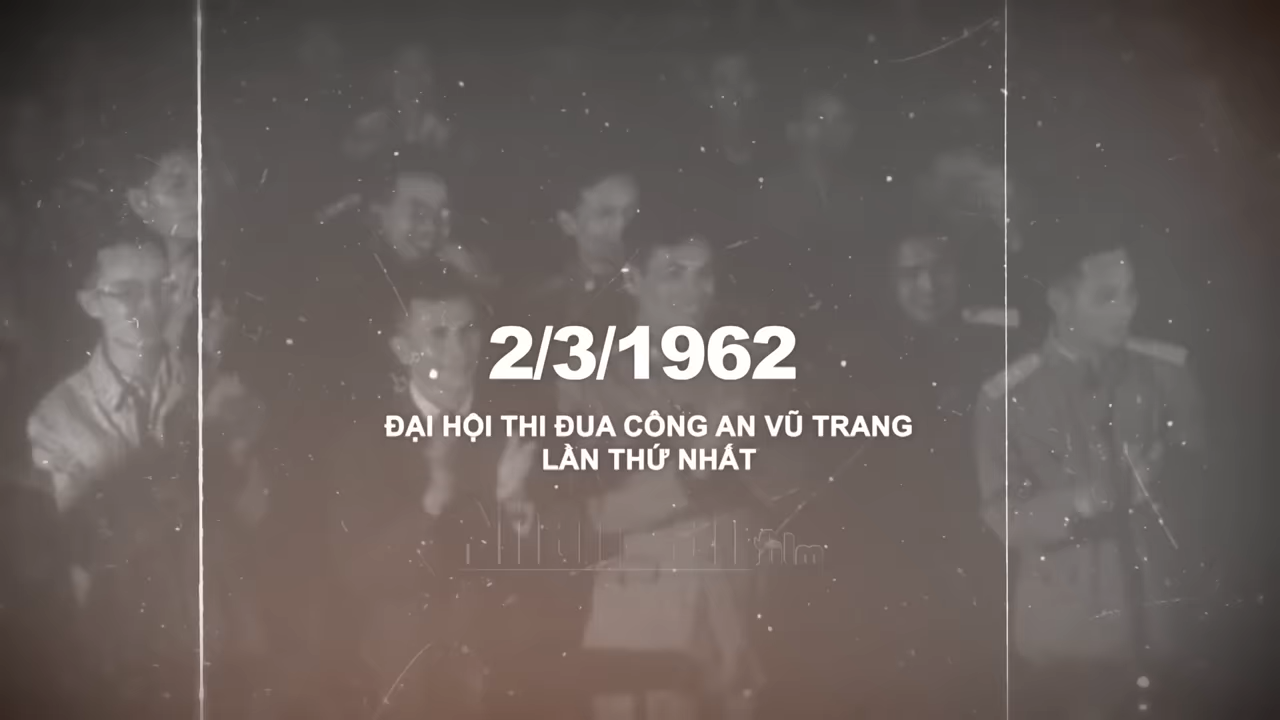 2/3/1962
ĐẠI HỘI THI ĐUA CÔNG AN VŨ TRANG
LẦN THỨ NHẤT